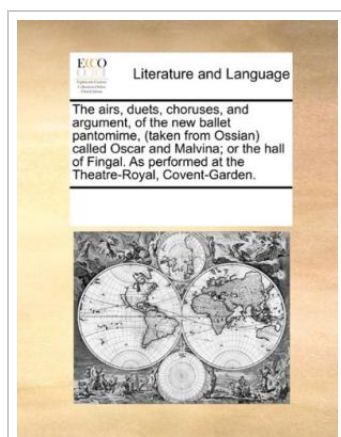 ECCO
Literature and Language
The airs, duets, choruses, and
argument, of the new ballet
pantomime, (taken from Ossian)
called Oscar and Malvina; or the hall
of Fingal. As performed at the
Theatre-Royal, Covent-Garden.